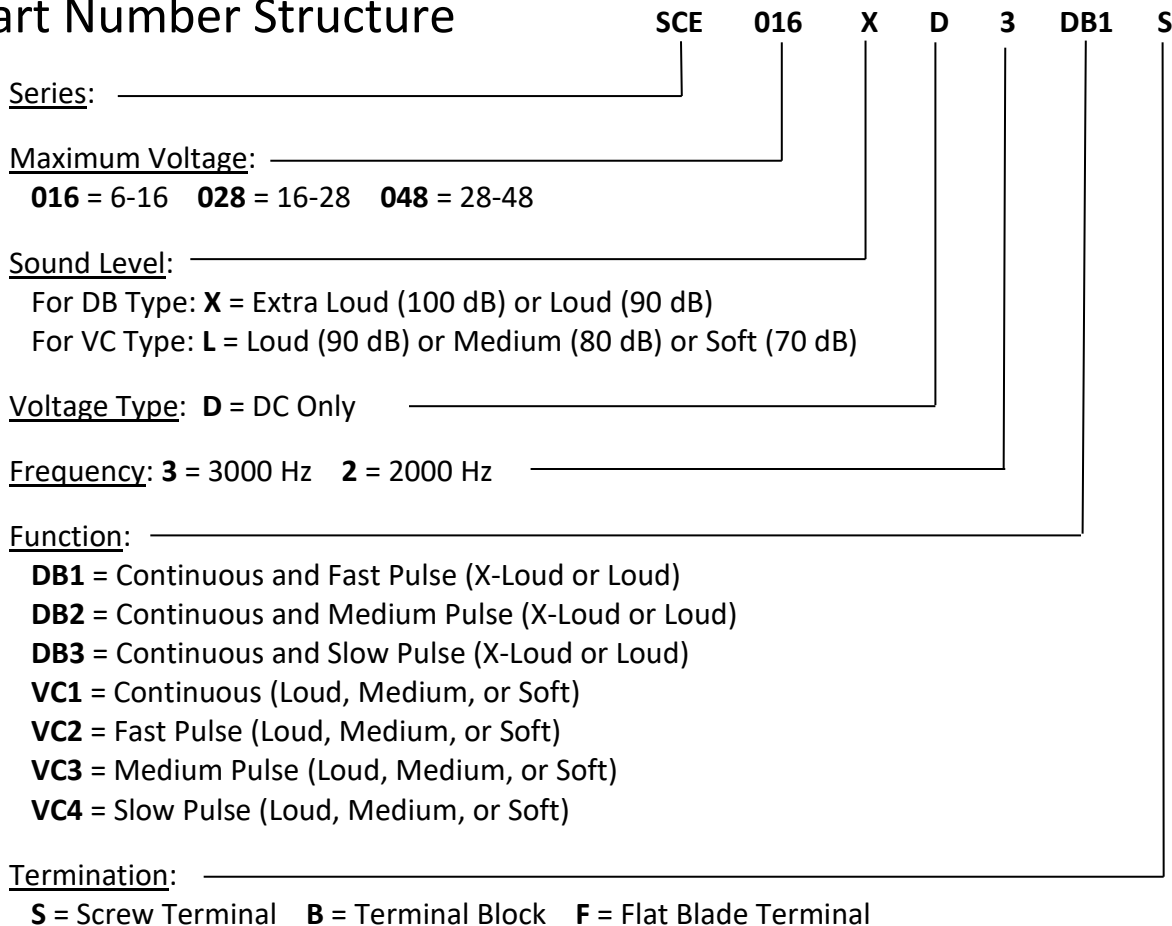 art Number Structure SCE 016 X D 3 DB1 S
Series:
Maximum Voltage:
016 = 6-16 028 = 16-28 048 = 28-48
Sound Level:
For DB Type: X = Extra Loud (100 dB) or Loud (90 dB)
For VC Type: L = Loud (90 dB) or Medium (80 dB) or Soft (70 dB)
Voltage Type: D = DC Only
Frequency: 3 = 3000 Hz 2 = 2000 Hz
Function:
DB1 = Continuous and Fast Pulse (X-Loud or Loud)
DB2 = Continuous and Medium Pulse (X-Loud or Loud)
DB3 = Continuous and Slow Pulse (X-Loud or Loud)
VC1 = Continuous (Loud, Medium, or Soft)
VC2 = Fast Pulse (Loud, Medium, or Soft)
VC3 = Medium Pulse (Loud, Medium, or Soft)
VC4 = Slow Pulse (Loud, Medium, or Soft)
Termination:
S = Screw Terminal B = Terminal Block F = Flat Blade Terminal